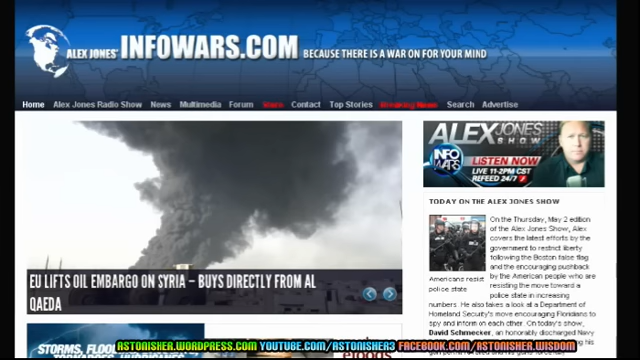 ALEX JONES' INFOWARS.COM BECAUSE THERE IS A WAR ON FOR YOUR MIND
Home Alex Jones Radio Show News Multimedia Forum Store Contact Top Stories Breaking News Search Advertise
EU LIFTS OIL EMBARGO ON SYRIA – BUYS DIRECTLY FROM AL
QAEDA
ALEX JONES
SHOW
INFO
WARS
LISTEN NOW
LIVE 11-2PM CST
REFEED 24/7
TODAY ON THE ALEX JONES SHOW
On the Thursday, May 2 edition
of the Alex Jones Show, Alex
covers the latest efforts by the
government to restrict liberty
following the Boston false flag
and the encouraging pushback
by the American people who are
resisting the move toward a
police state in increasing
Americans resist
police state
numbers. He also takes a look at Department of
Homeland Security's move encouraging Floridians to
spy and inform on each other. On today's show,
David Schmecker, an honorably discharged Navy
STORMS,
ASTONISHER.WORDPRESS.COM YOUTUBE.COM/ASTONISHER3 FACEBOOK.COM/ASTONISHER.WISDOM